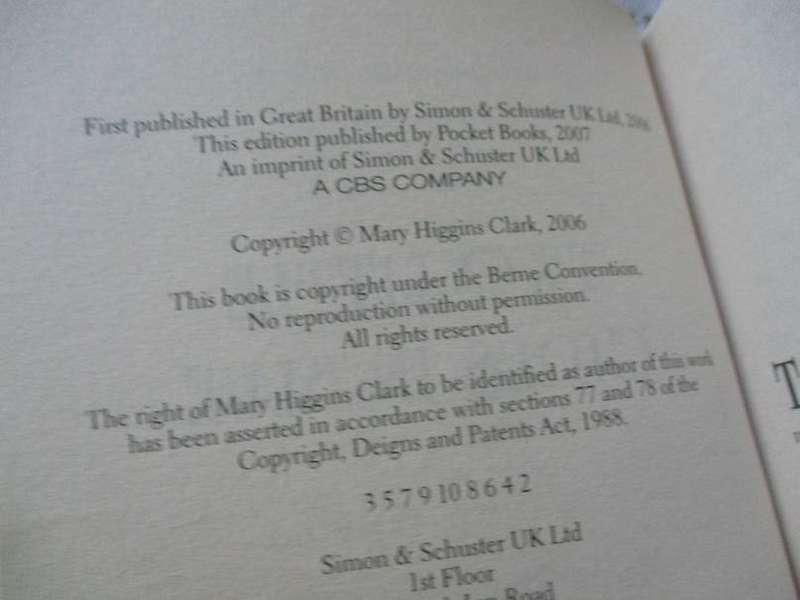 First published in Great Britain by Simon & Schuster UK Ltd, 2006
This edition published by Pocket Books, 2007
An imprint of Simon & Schuster UK Ltd
A CBS COMPANY
Copyright © Mary Higgins Clark, 2006
This book is copyright under the Berne Convention.
No reproduction without permission.
All rights reserved.
The right of Mary Higgins Clark to be identified as author of this work
has been asserted in accordance with sections 77 and 78 of the
Copyright, Deigns and Patents Act, 1988.
3 5 7 9 10 8 6 4 2
Simon & Schuster UK Ltd
1st Floor
Road